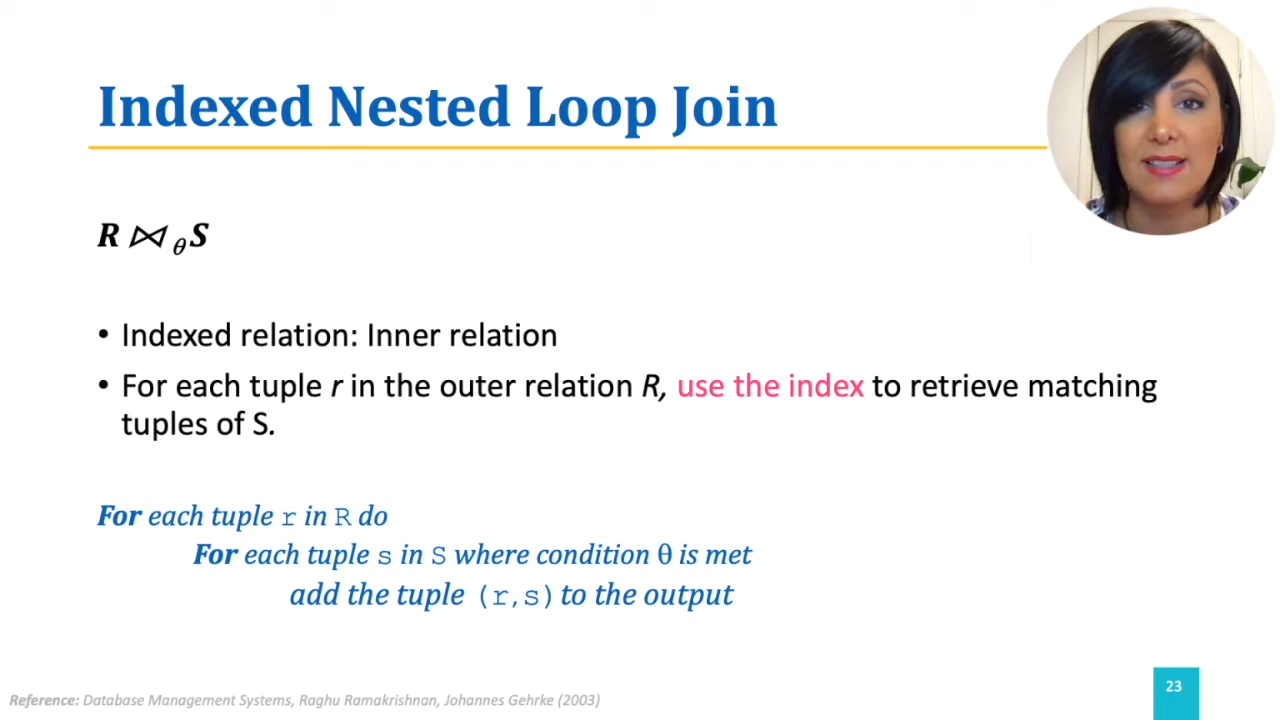 Indexed Nested Loop Join
R ⋈ θ S
• Indexed relation: Inner relation
• For each tuple r in the outer relation R, use the index to retrieve matching
tuples of S.
For each tuple r in R do
For each tuple s in S where condition θ is met
add the tuple (r,s) to the output
Reference: Database Management Systems, Raghu Ramakrishnan, Johannes Gehrke (2003)
23